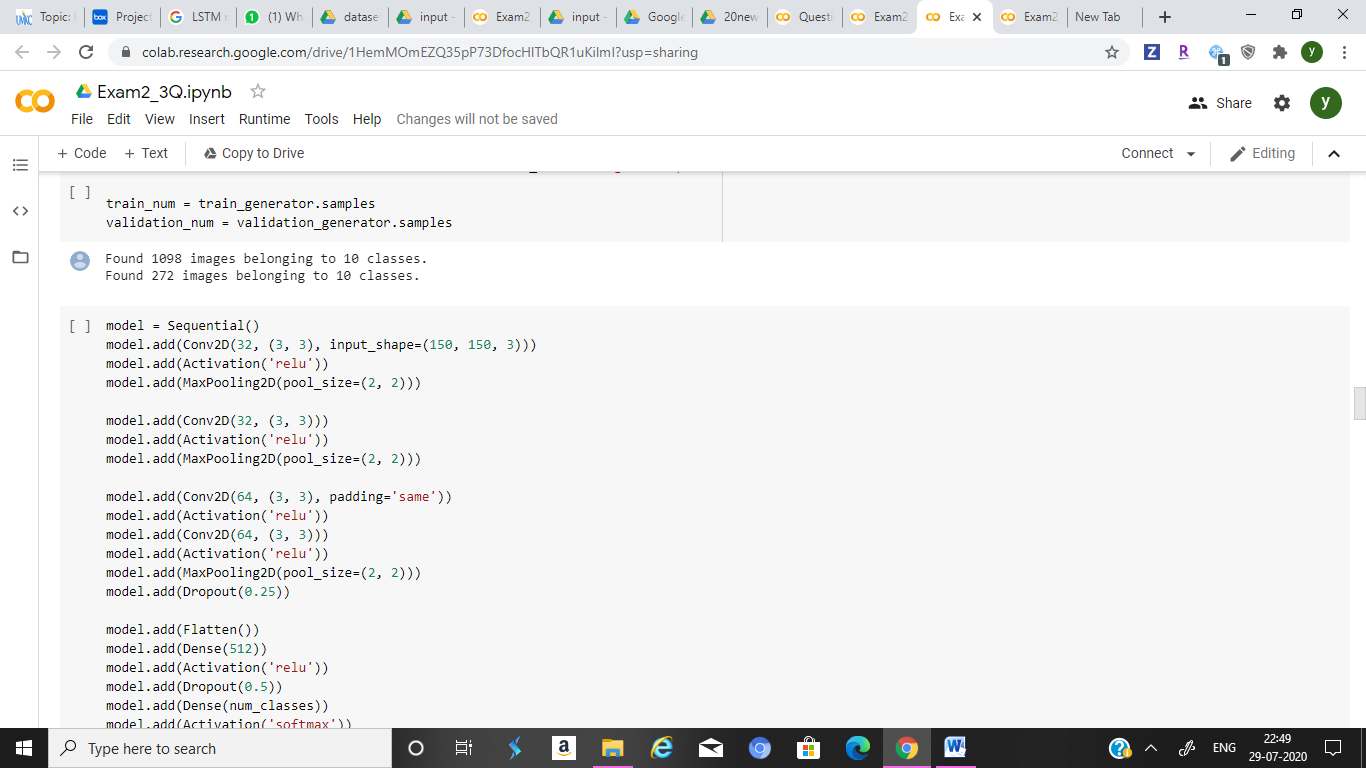 Topic:
Project
LSTM
(1) Wh
datase
input -
Exam2
input -
Google
20new
Questi
Exam2
Exa
Exam2
New Tab
colab.research.google.com/drive/1HemMOmEZQ35pP73DfocHITbQR1uKilmI?usp=sharing
Exam2_3Q.ipynb
Share
y
File Edit View Insert Runtime Tools Help Changes will not be saved
+ Code + Text Copy to Drive
Connect
Editing
[ ]
train_num = train_generator.samples
validation_num = validation_generator.samples
Found 1098 images belonging to 10 classes.
Found 272 images belonging to 10 classes.
[ ] model = Sequential()
model.add(Conv2D(32, (3, 3), input_shape=(150, 150, 3)))
model.add(Activation('relu'))
model.add(MaxPooling2D(pool_size=(2, 2)))
model.add(Conv2D(32, (3, 3)))
model.add(Activation('relu'))
model.add(MaxPooling2D(pool_size=(2, 2)))
model.add(Conv2D(64, (3, 3), padding='same'))
model.add(Activation('relu'))
model.add(Conv2D(64, (3, 3)))
model.add(Activation('relu'))
model.add(MaxPooling2D(pool_size=(2, 2)))
model.add(Dropout(0.25))
model.add(Flatten())
model.add(Dense(512))
model.add(Activation('relu'))
model.add(Dropout(0.5))
model.add(Dense(num_classes))
model.add(Activation('softmax'))
Type here to search
ENG
22:49
29-07-2020